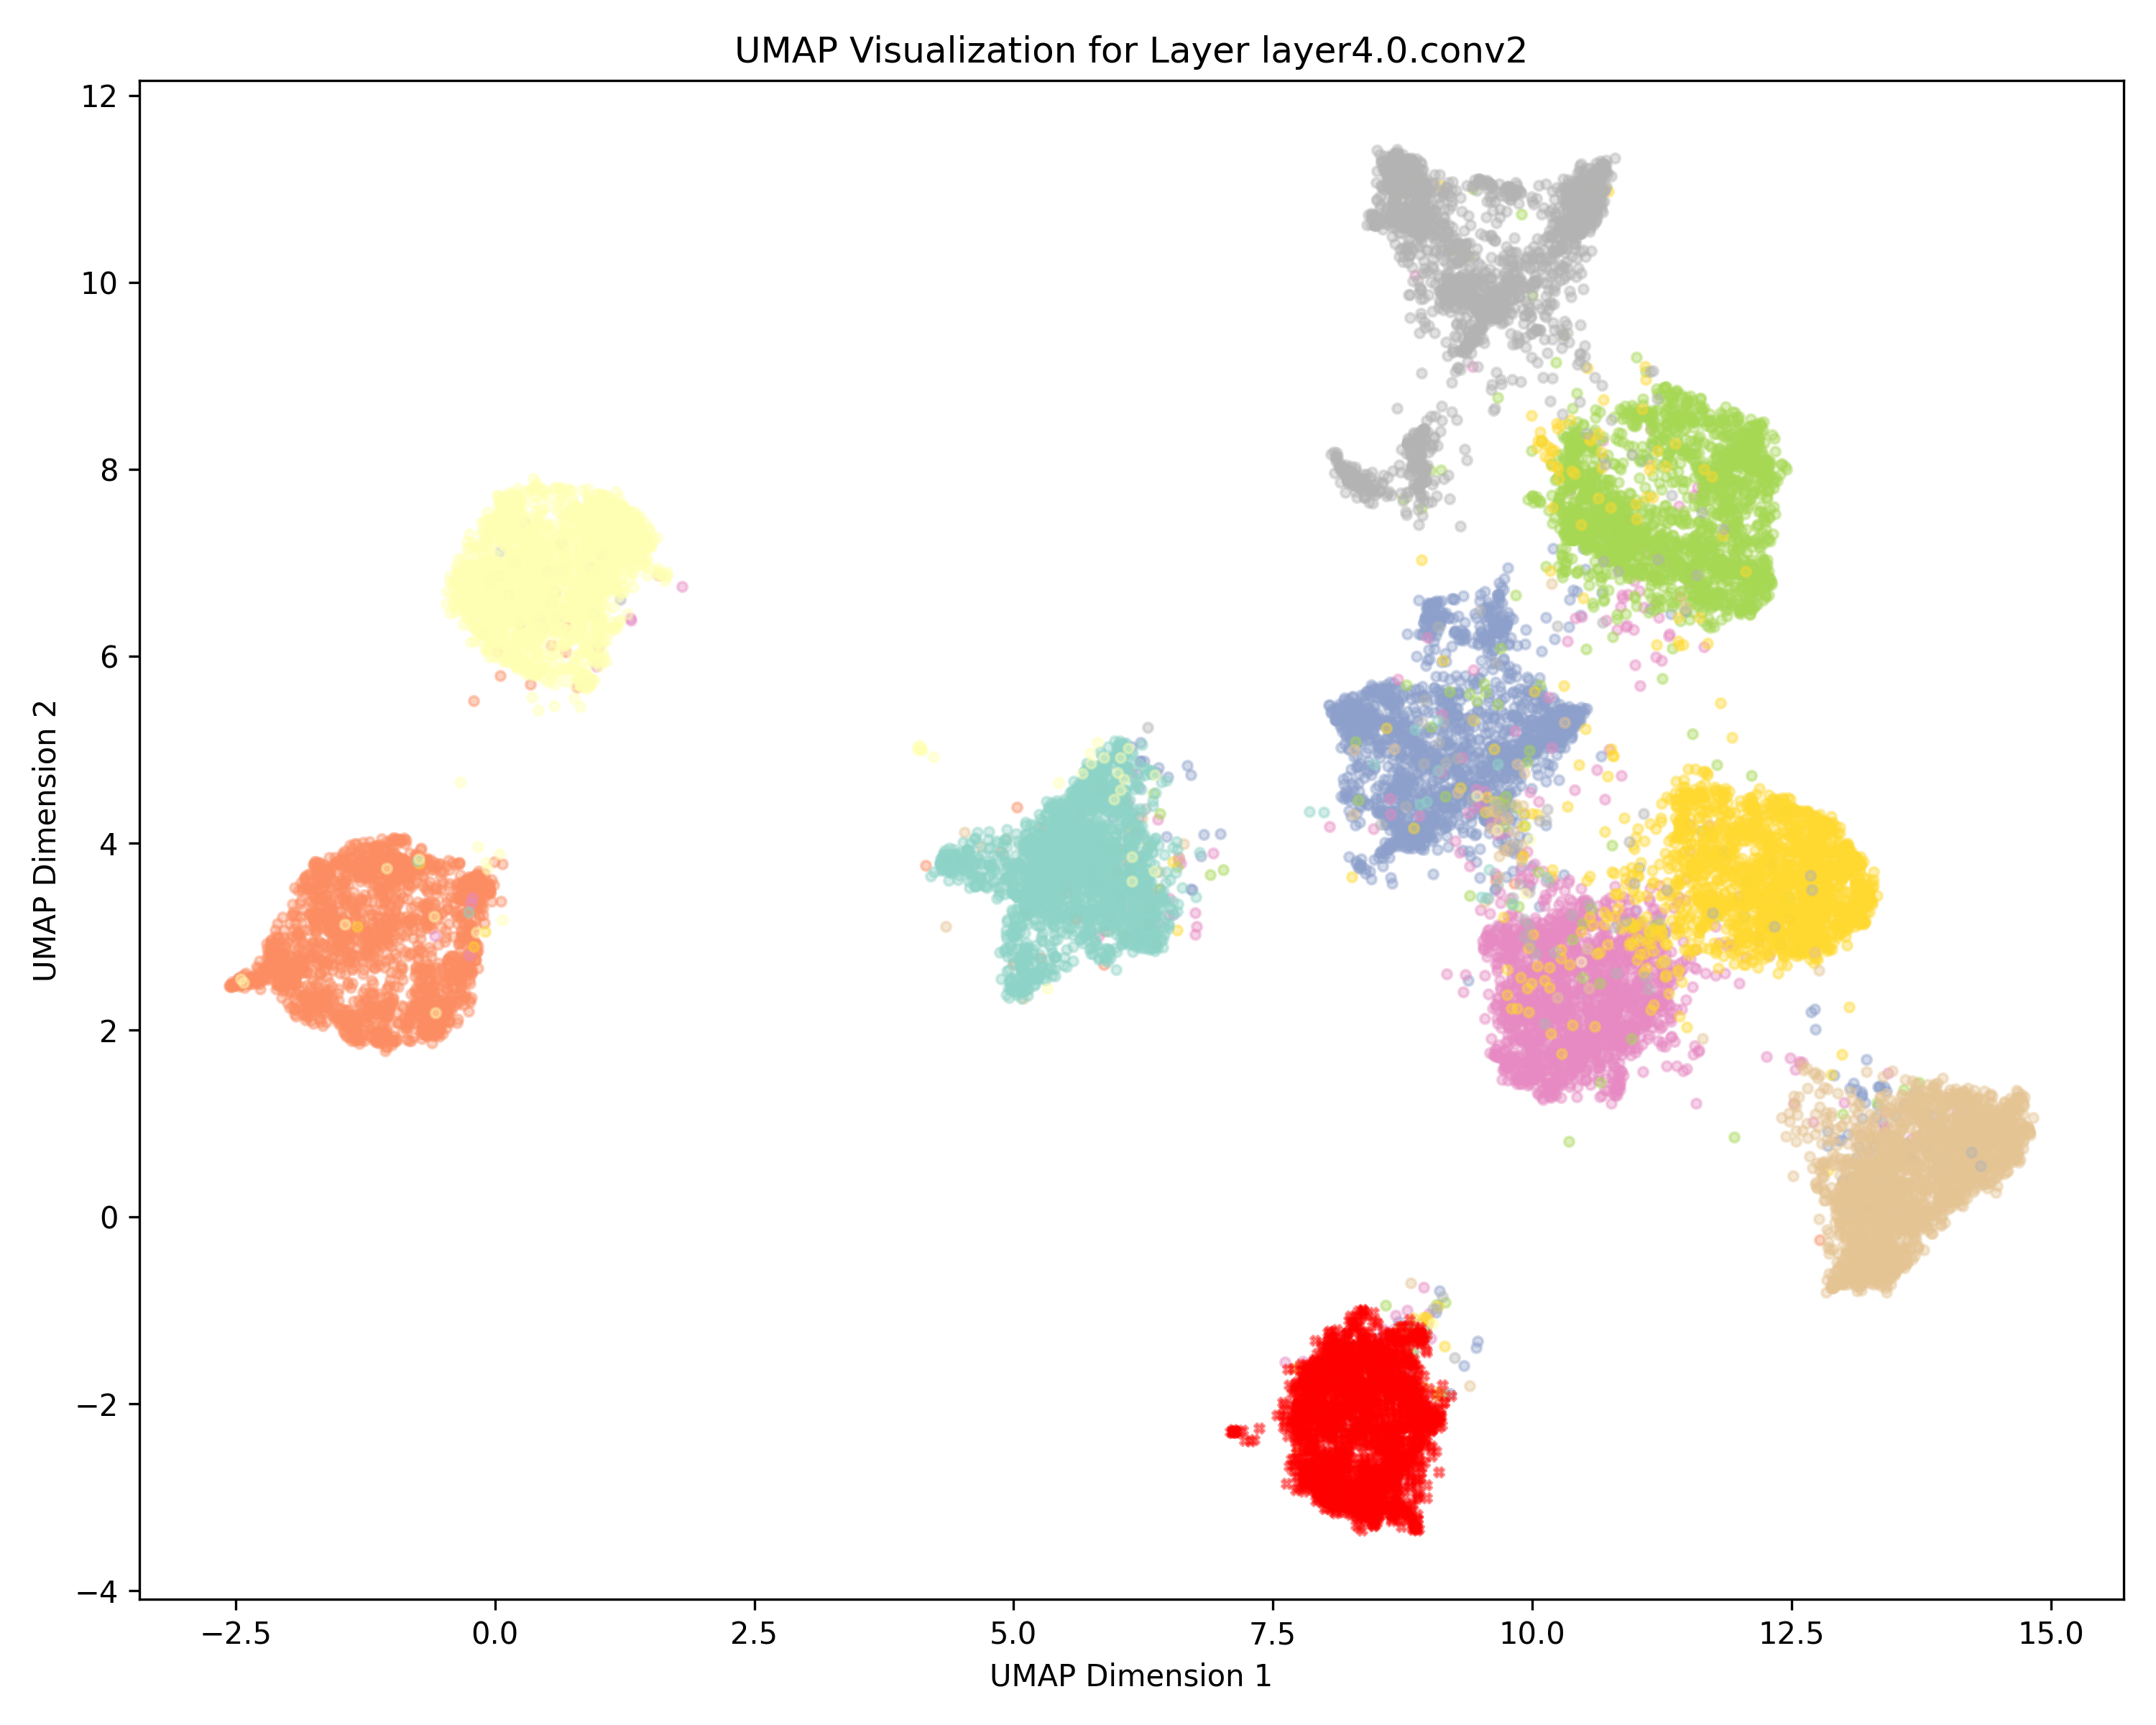 UMAP Visualization for Layer layer4.0.conv2
12
10
8
6
4
2
0
−2
−4
UMAP Dimension 2
−2.5 0.0 2.5 5.0 7.5 10.0 12.5 15.0
UMAP Dimension 1